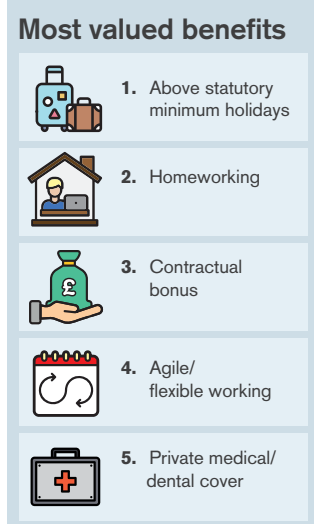 Most valued benefits
1. Above statutory
minimum holidays
2. Homeworking
£
3. Contractual
bonus
4. Agile/
flexible working
5. Private medical/
dental cover